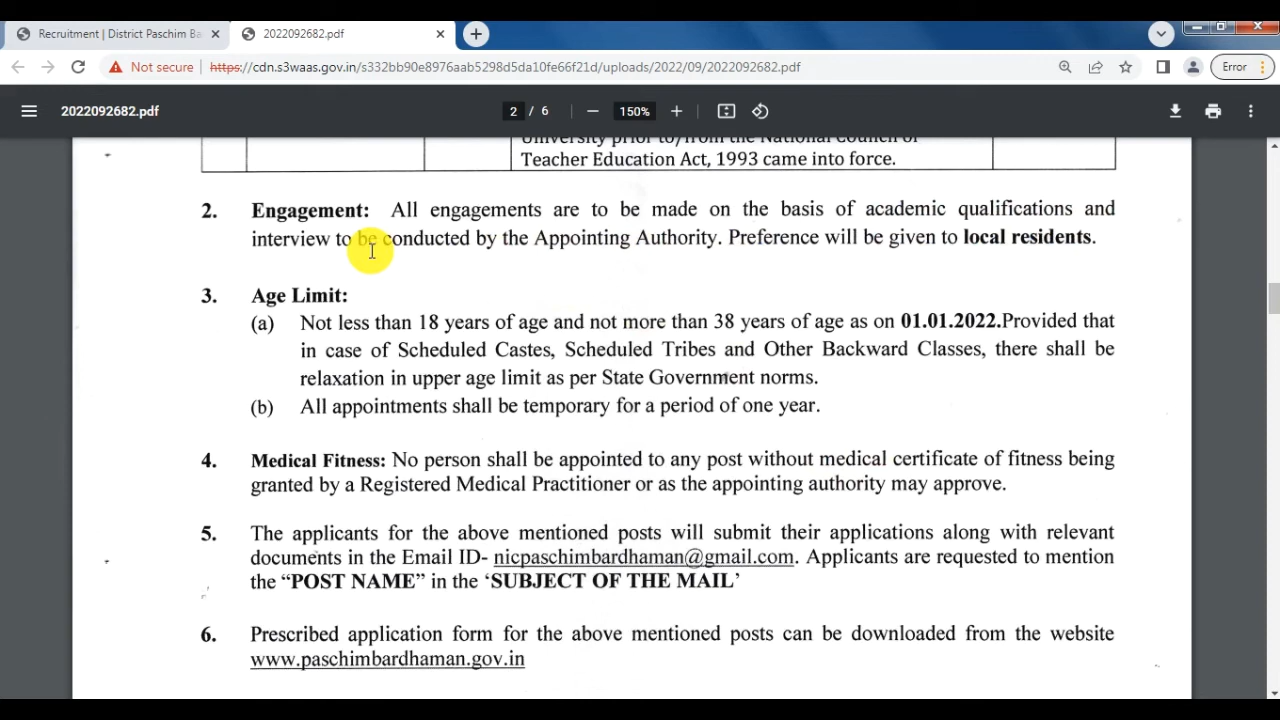 Recruitment | District Paschim Ba
2022092682.pdf
Not secure
https://cdn.s3waas.gov.in/s332bb90e8976aab5298d5da10fe66f21d/uploads/2022/09/2022092682.pdf
Error
2022092682.pdf
2 / 6
150%
University prior to/from the National Council of
Teacher Education Act, 1993 came into force.
2. Engagement: All engagements are to be made on the basis of academic qualifications and
interview to be conducted by the Appointing Authority. Preference will be given to local residents.
3. Age Limit:
(a) Not less than 18 years of age and not more than 38 years of age as on 01.01.2022.Provided that
in case of Scheduled Castes, Scheduled Tribes and Other Backward Classes, there shall be
relaxation in upper age limit as per State Government norms.
(b) All appointments shall be temporary for a period of one year.
4. Medical Fitness: No person shall be appointed to any post without medical certificate of fitness being
granted by a Registered Medical Practitioner or as the appointing authority may approve.
5. The applicants for the above mentioned posts will submit their applications along with relevant
documents in the Email ID- nicpaschimbardhaman@gmail.com. Applicants are requested to mention
the “POST NAME” in the ‘SUBJECT OF THE MAIL’
6. Prescribed application form for the above mentioned posts can be downloaded from the website
www.paschimbardhaman.gov.in